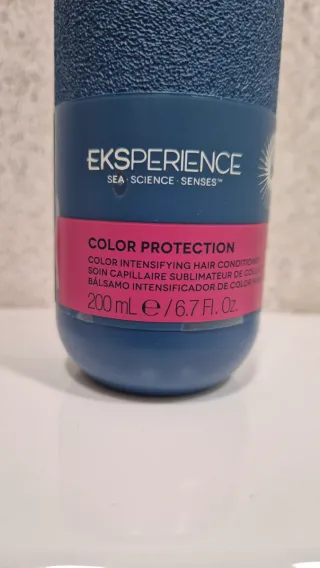 EKSPERIENCE
SEA · SCIENCE · SENSES™
COLOR PROTECTION
COLOR INTENSIFYING HAIR CONDITIONER
SOIN CAPILLAIRE SUBLIMATEUR DE
BÁLSAMO INTENSIFICADOR DE COLOR
200 mL ℮ / 6.7 Fl. Oz.